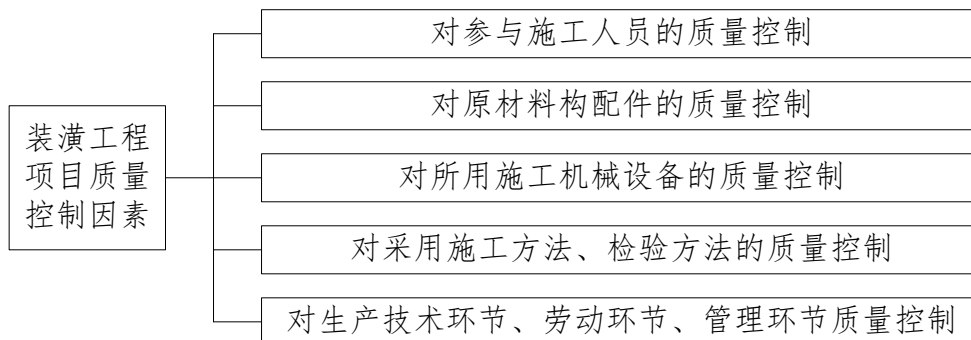 装潢工程
项目质量
控制因素
对参与施工人员的质量控制
对原材料构配件的质量控制
对所用施工机械设备的质量控制
对采用施工方法、检验方法的质量控制
对生产技术环节、劳动环节、管理环节质量控制